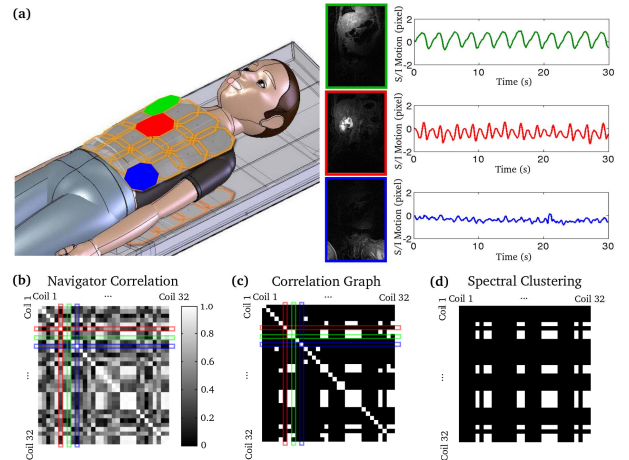 (a)
S/I Motion (pixel)
2
0
-2
0
10
20
30
Time (s)
S/I Motion (pixel)
2
0
-2
0
10
20
30
Time (s)
S/I Motion (pixel)
2
0
-2
0
10
20
30
Time (s)
(b) Navigator Correlation
Coil 1 ... Coil 32
Coil 1
...
Coil 32
1.0
0.8
0.6
0.4
0.2
0
(c) Correlation Graph
Coil 1 ... Coil 32
Coil 1
...
Coil 32
(d) Spectral Clustering
Coil 1 ... Coil 32
Coil 1
...
Coil 32